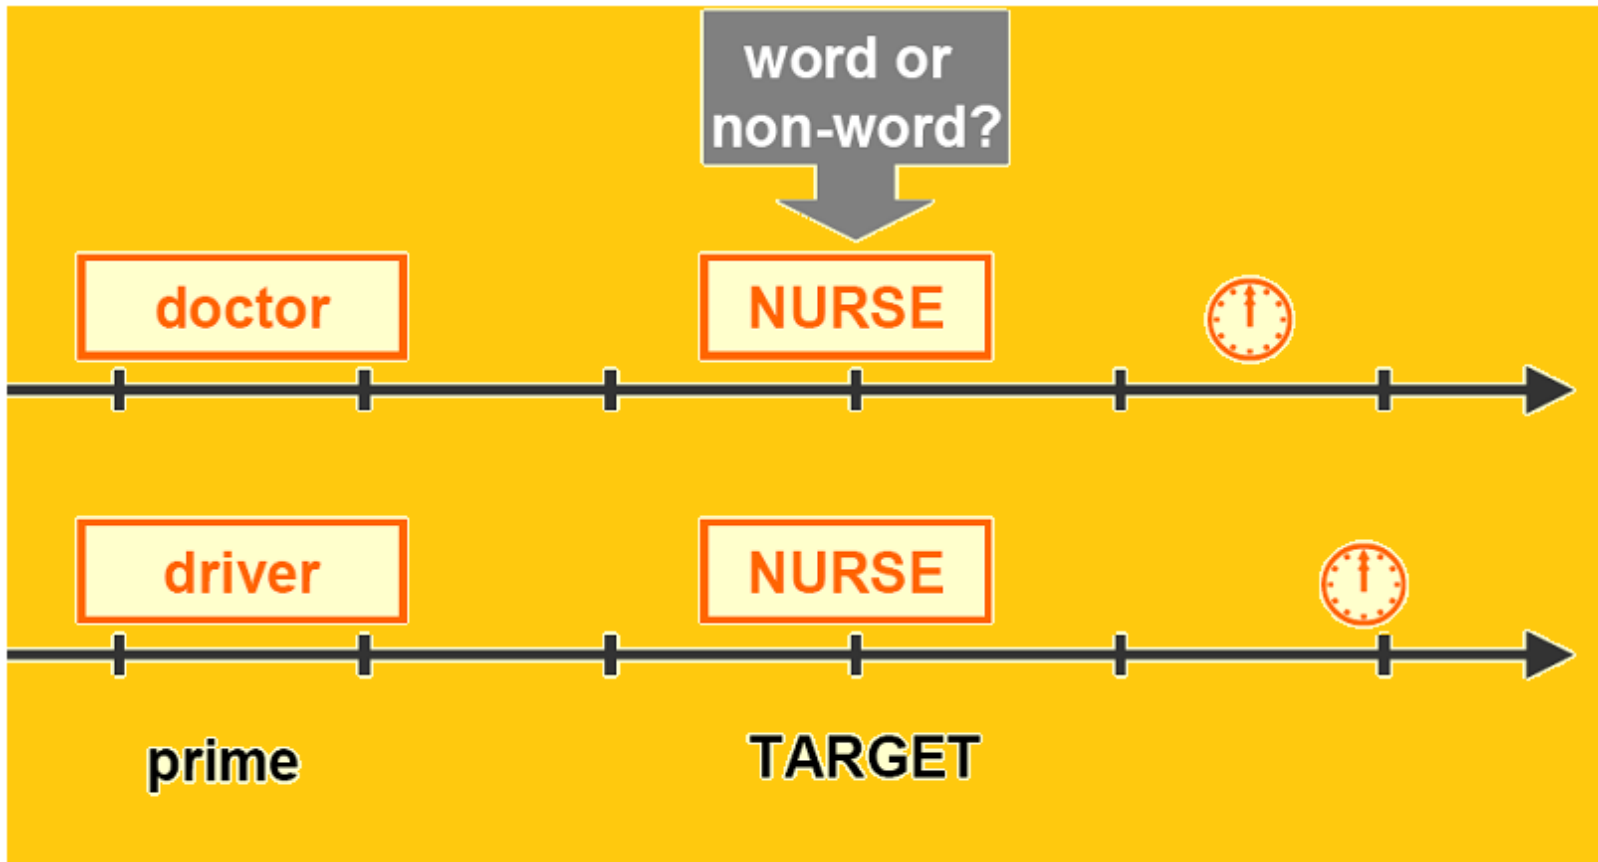 word or
non-word?
doctor
NURSE
driver
NURSE
prime
TARGET